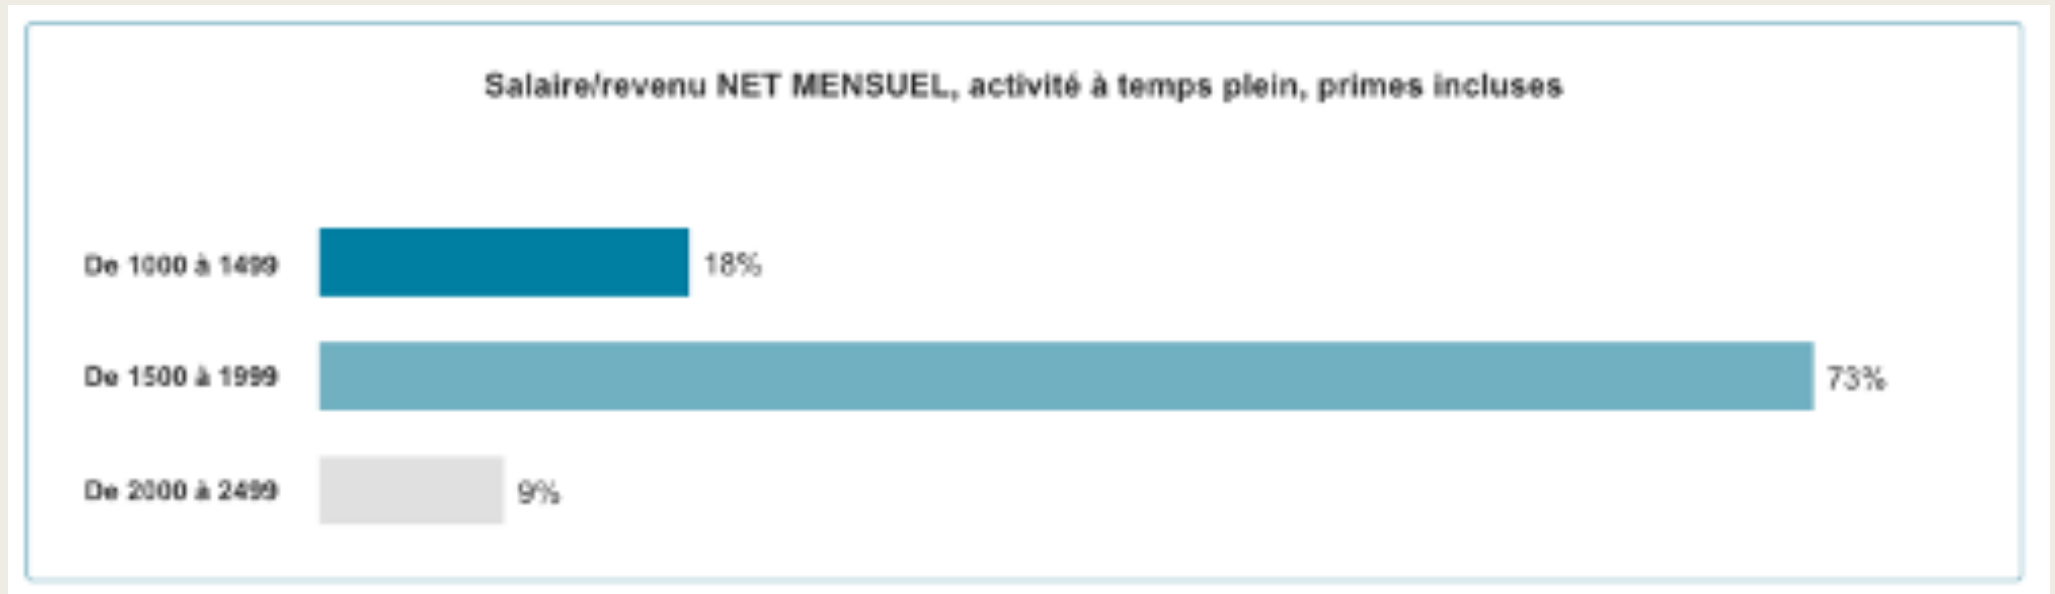 Salaire/revenu NET MENSUEL, activité à temps plein, primes incluses
De 1000 à 1499 18%
De 1500 à 1999 73%
De 2000 à 2499 9%